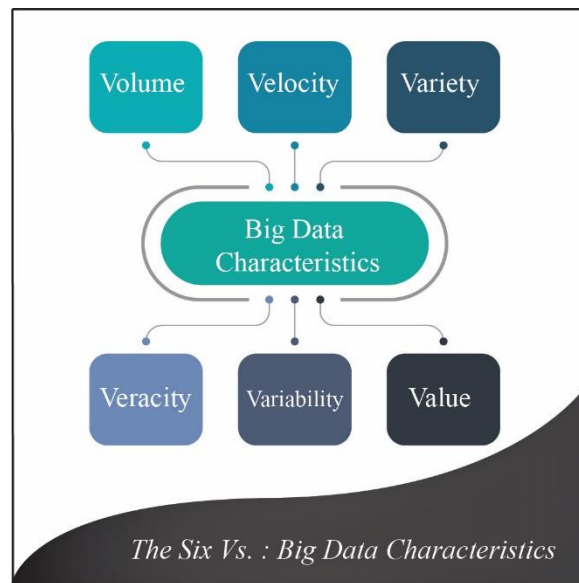 Volume
Velocity
Variety
Big Data
Characteristics
Veracity
Variability
Value
The Six Vs. : Big Data Characteristics